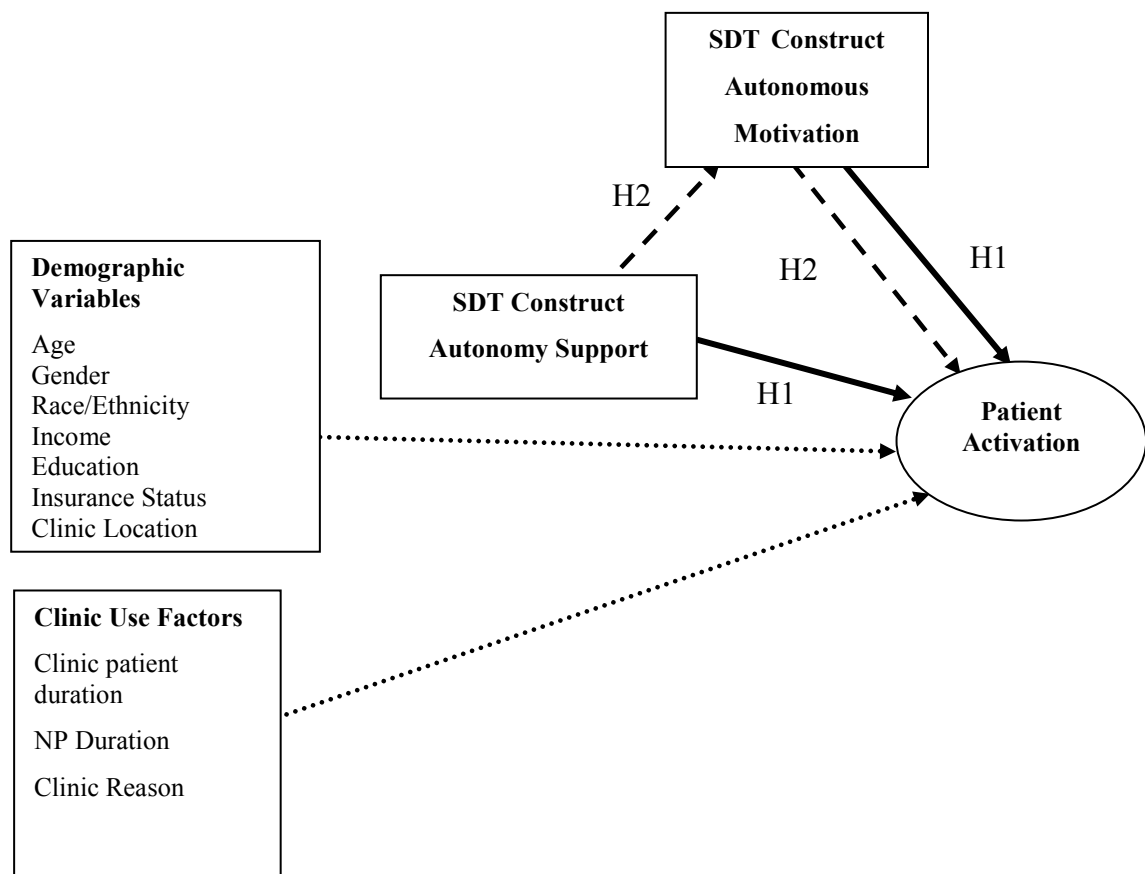 SDT Construct
Autonomous
Motivation
H2
H2
H1
SDT Construct
Autonomy Support
H1
Patient
Activation
Demographic
Variables
Age
Gender
Race/Ethnicity
Income
Education
Insurance Status
Clinic Location
Clinic Use Factors
Clinic patient
duration
NP Duration
Clinic Reason